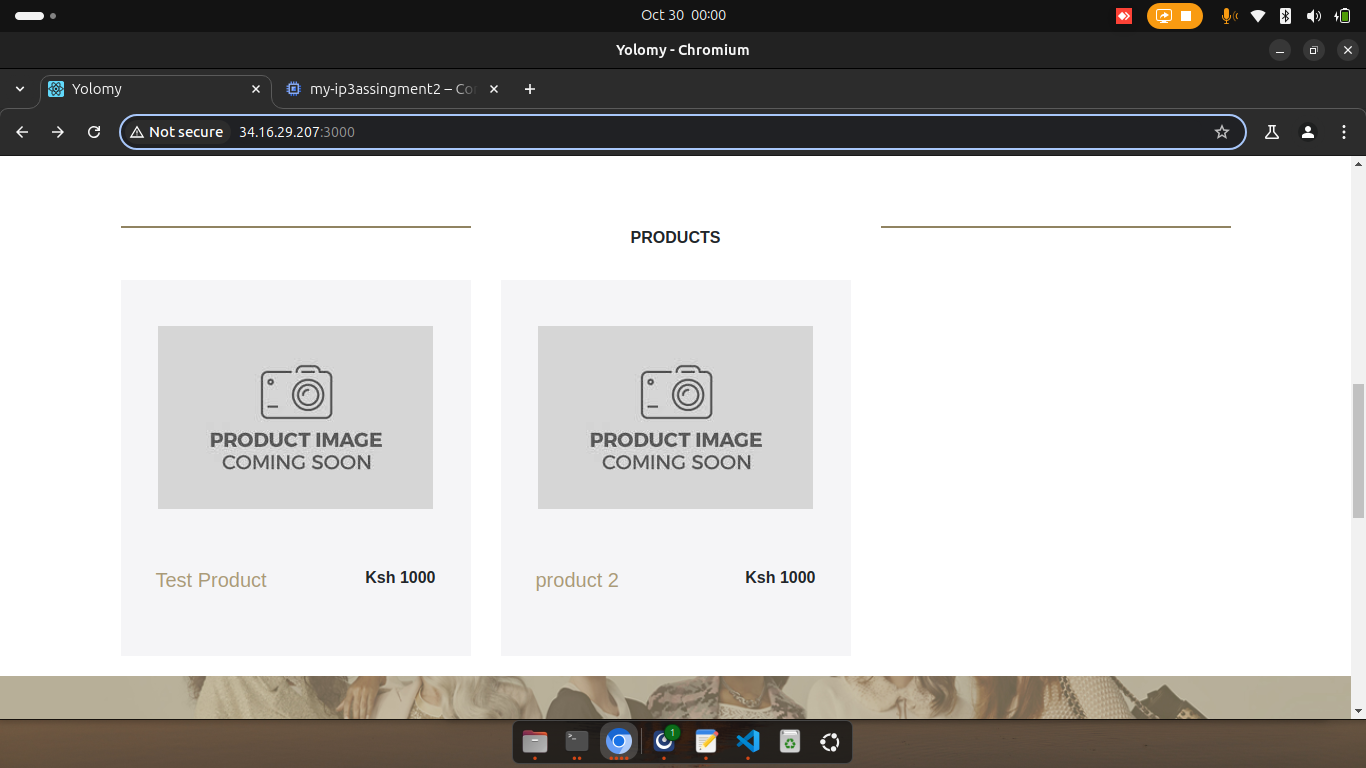 Oct 30 00:00
Yolomy - Chromium
Yolomy
my-ip3assingment2 – Co
Not secure
34.16.29.207:3000
PRODUCTS
PRODUCT IMAGE
COMING SOON
PRODUCT IMAGE
COMING SOON
Test Product
Ksh 1000
product 2
Ksh 1000
1